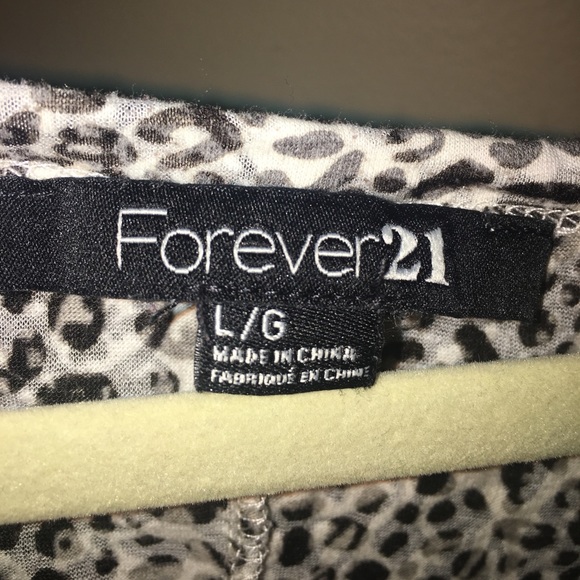 Forever21
L/G
MADE IN CHINA
FABRIQUÉ EN CHINE